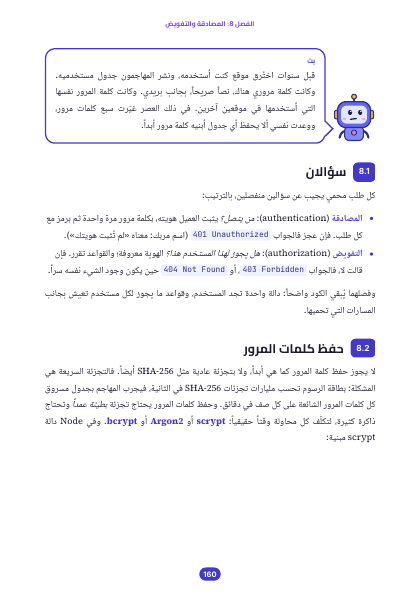 الفصل 8: المصادقة والتفويض
بت
قبل سنوات اختُرق موقع كنت أستخدمه، ونشر المهاجمون جدول مستخدميه.
وكانت كلمة مروري هناك، نصاً صريحاً، بجانب بريدي. وكانت كلمة المرور نفسها
التي أستخدمها في موقعين آخرين. في ذلك العصر غيّرت سبع كلمات مرور،
ووعدت نفسي ألا يحفظ أي جدول أبنيه كلمة مرور أبداً.
8.1 سؤالان
كل طلب محمي يجيب عن سؤالين منفصلين، بالترتيب:
• المصادقة (authentication): من يتصل؟ يثبت العميل هويته، بكلمة مرور مرة واحدة ثم برمز مع
كل طلب. فإن عجز فالجواب 401 Unauthorized (اسم مربك: معناه «لم تُثبت هويتك»).
• التفويض (authorization): هل يجوز لهذا المستخدم هذا؟ الهوية معروفة؛ والقواعد تقرر. فإن
قالت لا، فالجواب 403 Forbidden، أو 404 Not Found حين يكون وجود الشيء نفسه سراً.
وفصلهما يُبقي الكود واضحاً: دالة واحدة تجد المستخدم، وقواعد ما يجوز لكل مستخدم تعيش بجانب
المسارات التي تحميها.
8.2 حفظ كلمات المرور
لا يجوز حفظ كلمة المرور كما هي أبداً، ولا بتجزئة عادية مثل SHA-256 أيضاً. فالتجزئة السريعة هي
المشكلة: بطاقة الرسوم تحسب مليارات تجزئات SHA-256 في الثانية، فيجرب المهاجم بجدول مسروق
كل كلمات المرور الشائعة على كل صف في دقائق. وحفظ كلمات المرور يحتاج تجزئة بطيئة عمداً وتحتاج
ذاكرة كثيرة، لتكلّف كل محاولة وقتاً حقيقياً: scrypt أو Argon2 أو bcrypt. وفي Node دالة
scrypt مبنية:
160